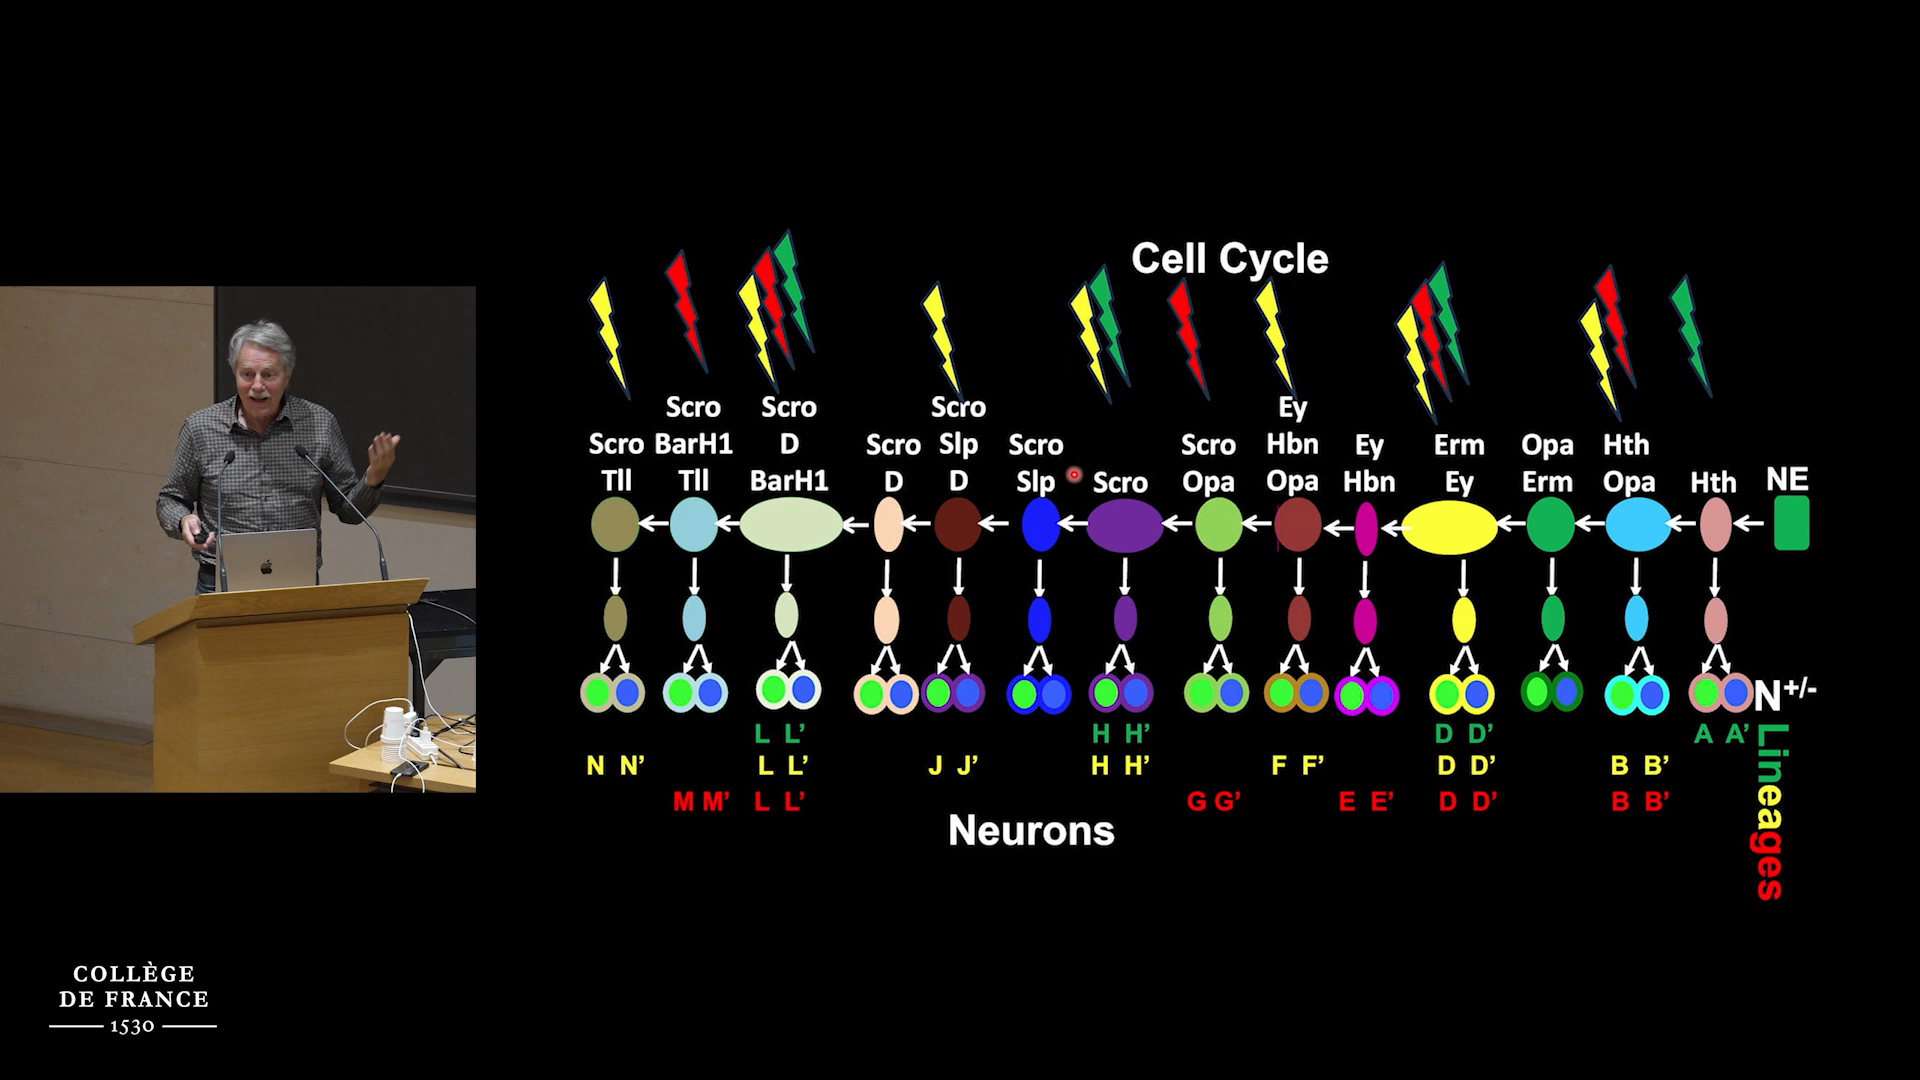 Cell Cycle
Scro Scro Scro Ey
Scro BarH1 D Scro Slp Scro Scro Hbn Ey Erm Opa Hth
Tll Tll BarH1 D D Slp Scro Opa Opa Hbn Ey Erm Opa Hth NE
N+/-
L L' H H' D D' A A'
N N' L L' J J' H H' F F' D D' B B'
M M' L L' G G' E E' D D' B B'
Lineages
Neurons
COLLÈGE
DE FRANCE
1530